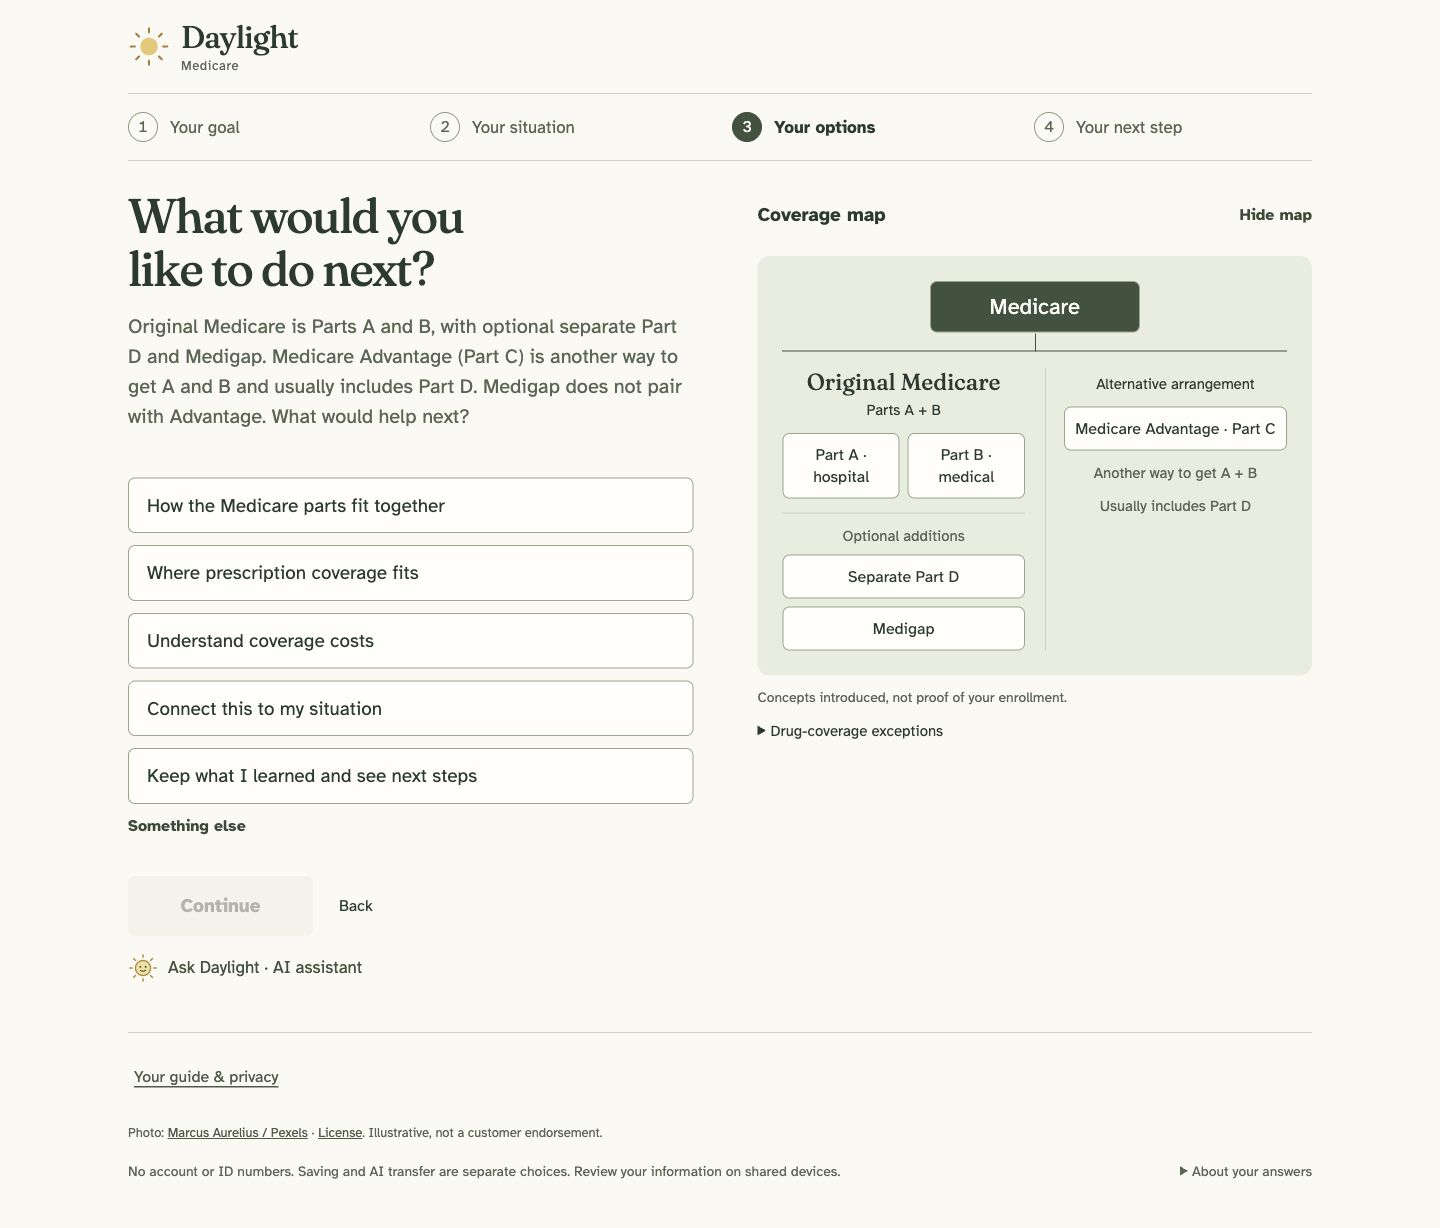 Daylight
Medicare
1 Your goal
2 Your situation
3 Your options
4 Your next step
What would you
like to do next?
Original Medicare is Parts A and B, with optional separate Part
D and Medigap. Medicare Advantage (Part C) is another way to
get A and B and usually includes Part D. Medigap does not pair
with Advantage. What would help next?
How the Medicare parts fit together
Where prescription coverage fits
Understand coverage costs
Connect this to my situation
Keep what I learned and see next steps
Something else
Continue
Back
Ask Daylight · AI assistant
Coverage map
Hide map
Medicare
Original Medicare
Parts A + B
Part A ·
hospital
Part B ·
medical
Optional additions
Separate Part D
Medigap
Alternative arrangement
Medicare Advantage · Part C
Another way to get A + B
Usually includes Part D
Concepts introduced, not proof of your enrollment.
Drug-coverage exceptions
Your guide & privacy
Photo: Marcus Aurelius / Pexels · License. Illustrative, not a customer endorsement.
No account or ID numbers. Saving and AI transfer are separate choices. Review your information on shared devices.
About your answers